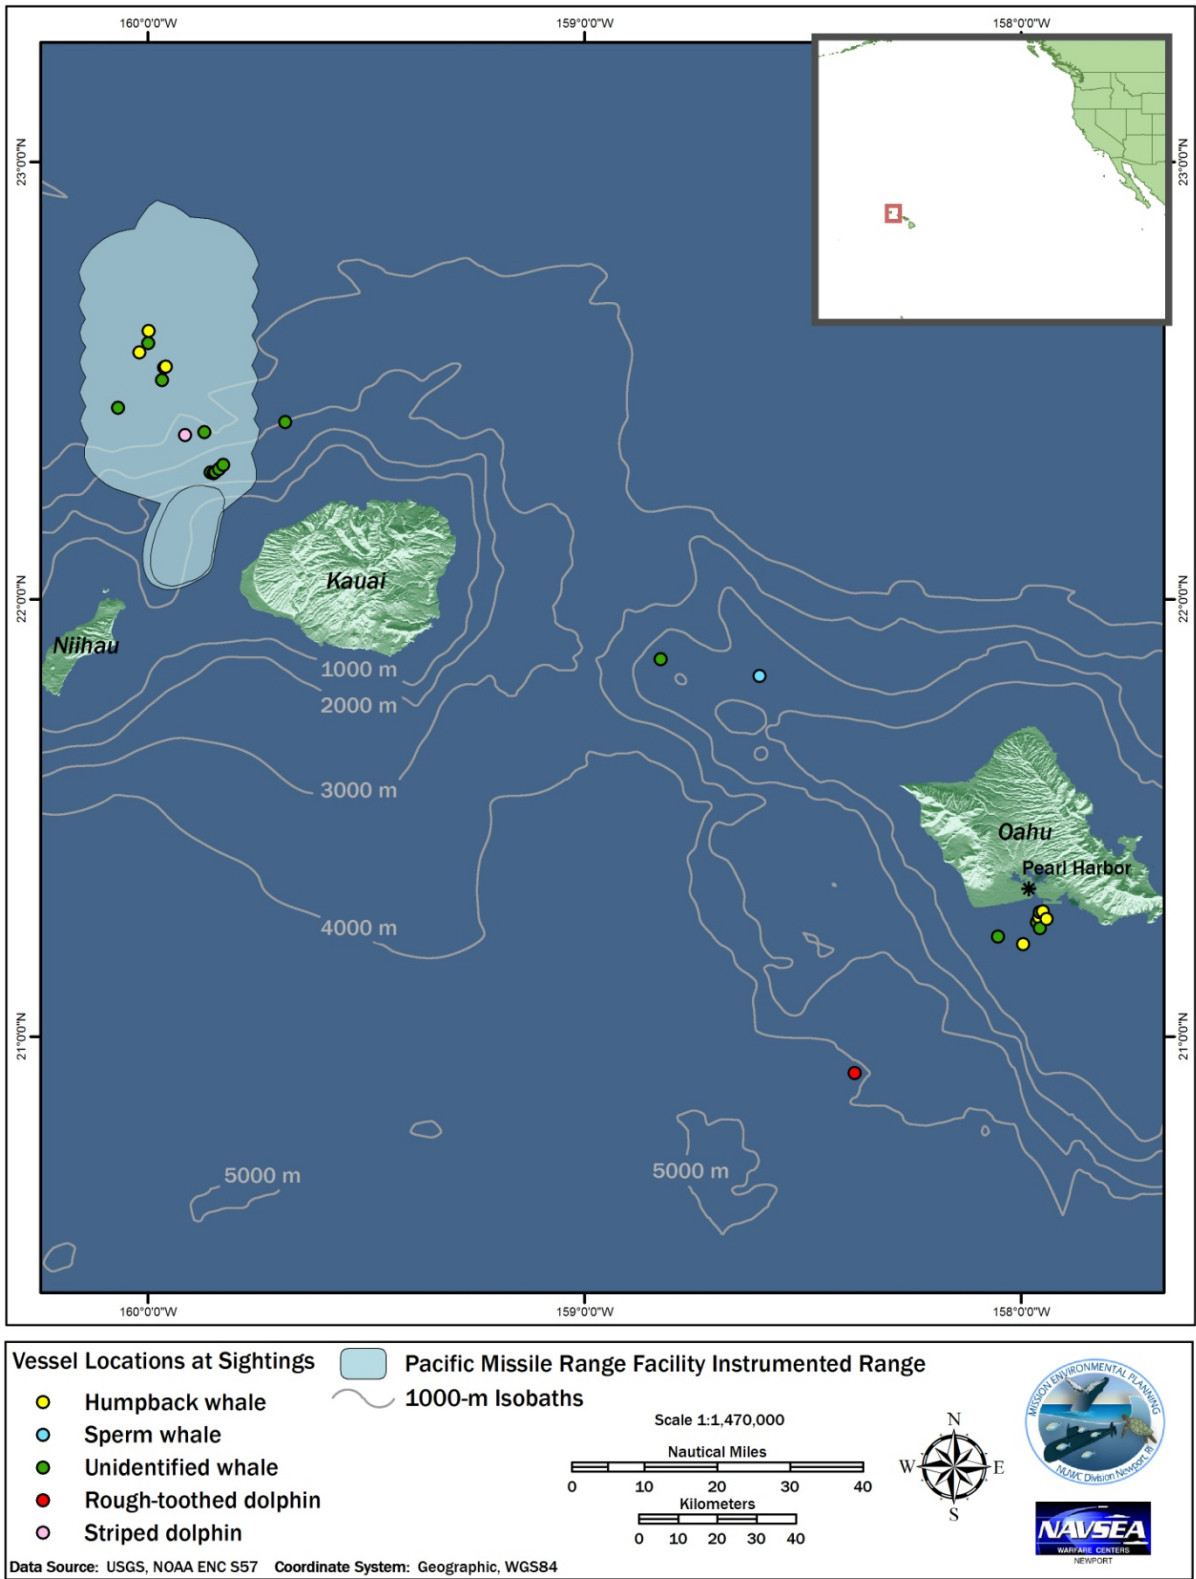 160°0'0"W 159°0'0"W 158°0'0"W
23°0'0"N 23°0'0"N
Kauai
22°0'0"N 22°0'0"N
Niihau
1000 m
2000 m
3000 m
Oahu
Pearl Harbor
4000 m
21°0'0"N 21°0'0"N
5000 m 5000 m
160°0'0"W 159°0'0"W 158°0'0"W
Vessel Locations at Sightings
Humpback whale
Sperm whale
Unidentified whale
Rough-toothed dolphin
Striped dolphin
Pacific Missile Range Facility Instrumented Range
1000-m Isobaths
Scale 1:1,470,000
Nautical Miles
0 10 20 30 40
Kilometers
0 10 20 30 40
N
W E
S
MISSION ENVIRONMENTAL PLANNING
NUWC Division Newport, RI
NAVSEA
WARFARE CENTERS
NEWPORT
Data Source: USGS, NOAA ENC S57 Coordinate System: Geographic, WGS84